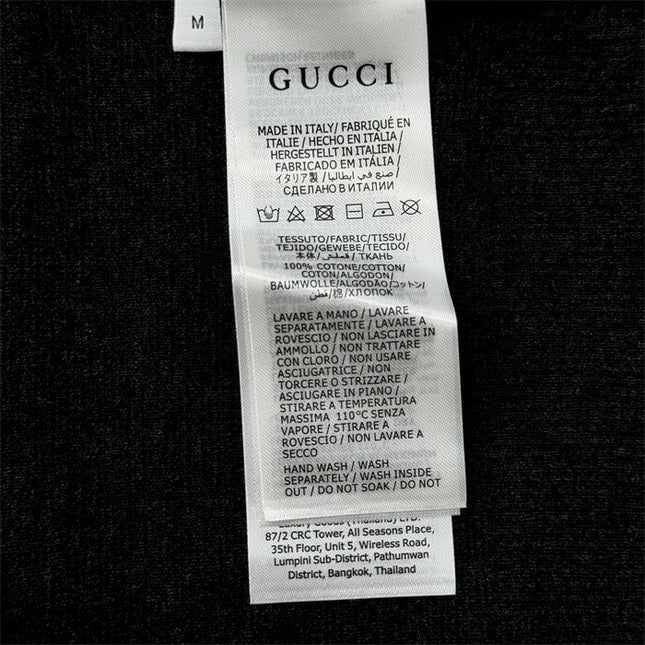 M
GUCCI
MADE IN ITALY/ FABRIQUÉ EN
ITALIE / HECHO EN ITALIA /
HERGESTELLT IN ITALIEN /
FABRICADO EM ITÁLIA /
イタリア製 / صنع في ايطاليا /
СДЕЛАНО В ИТАЛИИ
TESSUTO/FABRIC/TISSU/
TEJIDO/GEWEBE/TECIDO/
本体/ قماش / ТКАНЬ
100% COTONE/COTTON/
COTON/ALGODON/
BAUMWOLLE/ALGODÃO/コットン/
قطن/棉/ХЛОПОК
LAVARE A MANO / LAVARE
SEPARATAMENTE / LAVARE A
ROVESCIO / NON LASCIARE IN
AMMOLLO / NON TRATTARE
CON CLORO / NON USARE
ASCIUGATRICE / NON
TORCERE O STRIZZARE /
ASCIUGARE IN PIANO /
STIRARE A TEMPERATURA
MASSIMA 110°C SENZA
VAPORE / STIRARE A
ROVESCIO / NON LAVARE A
SECCO
HAND WASH / WASH
SEPARATELY / WASH INSIDE
OUT / DO NOT SOAK / DO NOT
Luxury Goods (Thailand) LTD.
87/2 CRC Tower, All Seasons Place,
35th Floor, Unit 5, Wireless Road,
Lumpini Sub-District, Pathumwan
District, Bangkok, Thailand